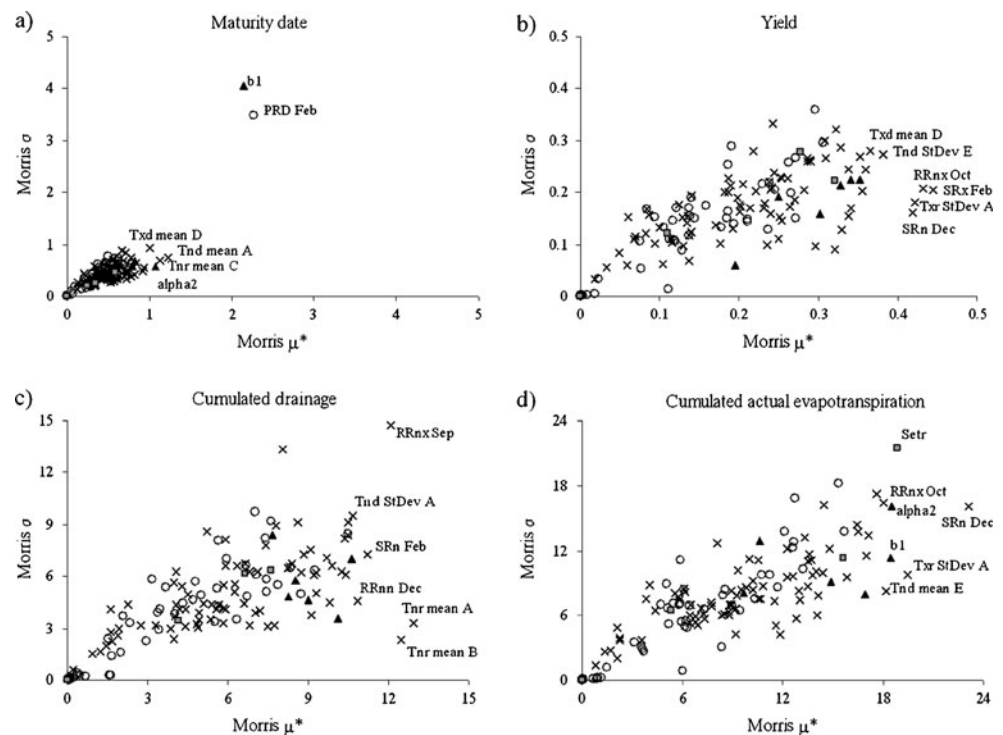 a)
Maturity date
5
4
3
2
1
0
0
1
2
3
4
5
Morris σ
Morris μ*
b1
PRD Feb
Txd mean D
Tnd mean A
Tnr mean C
alpha2
b)
Yield
0.5
0.4
0.3
0.2
0.1
0
0
0.1
0.2
0.3
0.4
0.5
Morris σ
Morris μ*
Txd mean D
Tnd StDev E
RRnx Oct
SRx Feb
Txr StDev A
SRn Dec
c)
Cumulated drainage
15
12
9
6
3
0
0
3
6
9
12
15
Morris σ
Morris μ*
RRnx Sep
Tnd StDev A
SRn Feb
RRnn Dec
Tnr mean A
Tnr mean B
d)
Cumulated actual evapotranspiration
24
18
12
6
0
0
6
12
18
24
Morris σ
Morris μ*
Setr
RRnx Oct
alpha2
SRn Dec
b1
Txr StDev A
Tnd mean E